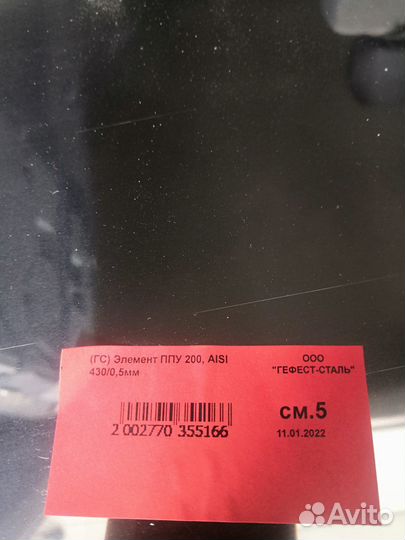 (ГС) Элемент ППУ 200, AISI
430/0,5мм
ООО
"ГЕФЕСТ-СТАЛЬ"
2 002770 355166
см.5
11.01.2022
Avito